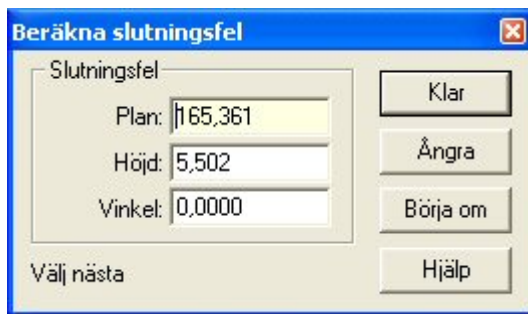 Beräkna slutningsfel
Slutningsfel
Plan: 165,361
Höjd: 5,502
Vinkel: 0,0000
Välj nästa
Klar
Ångra
Börja om
Hjälp